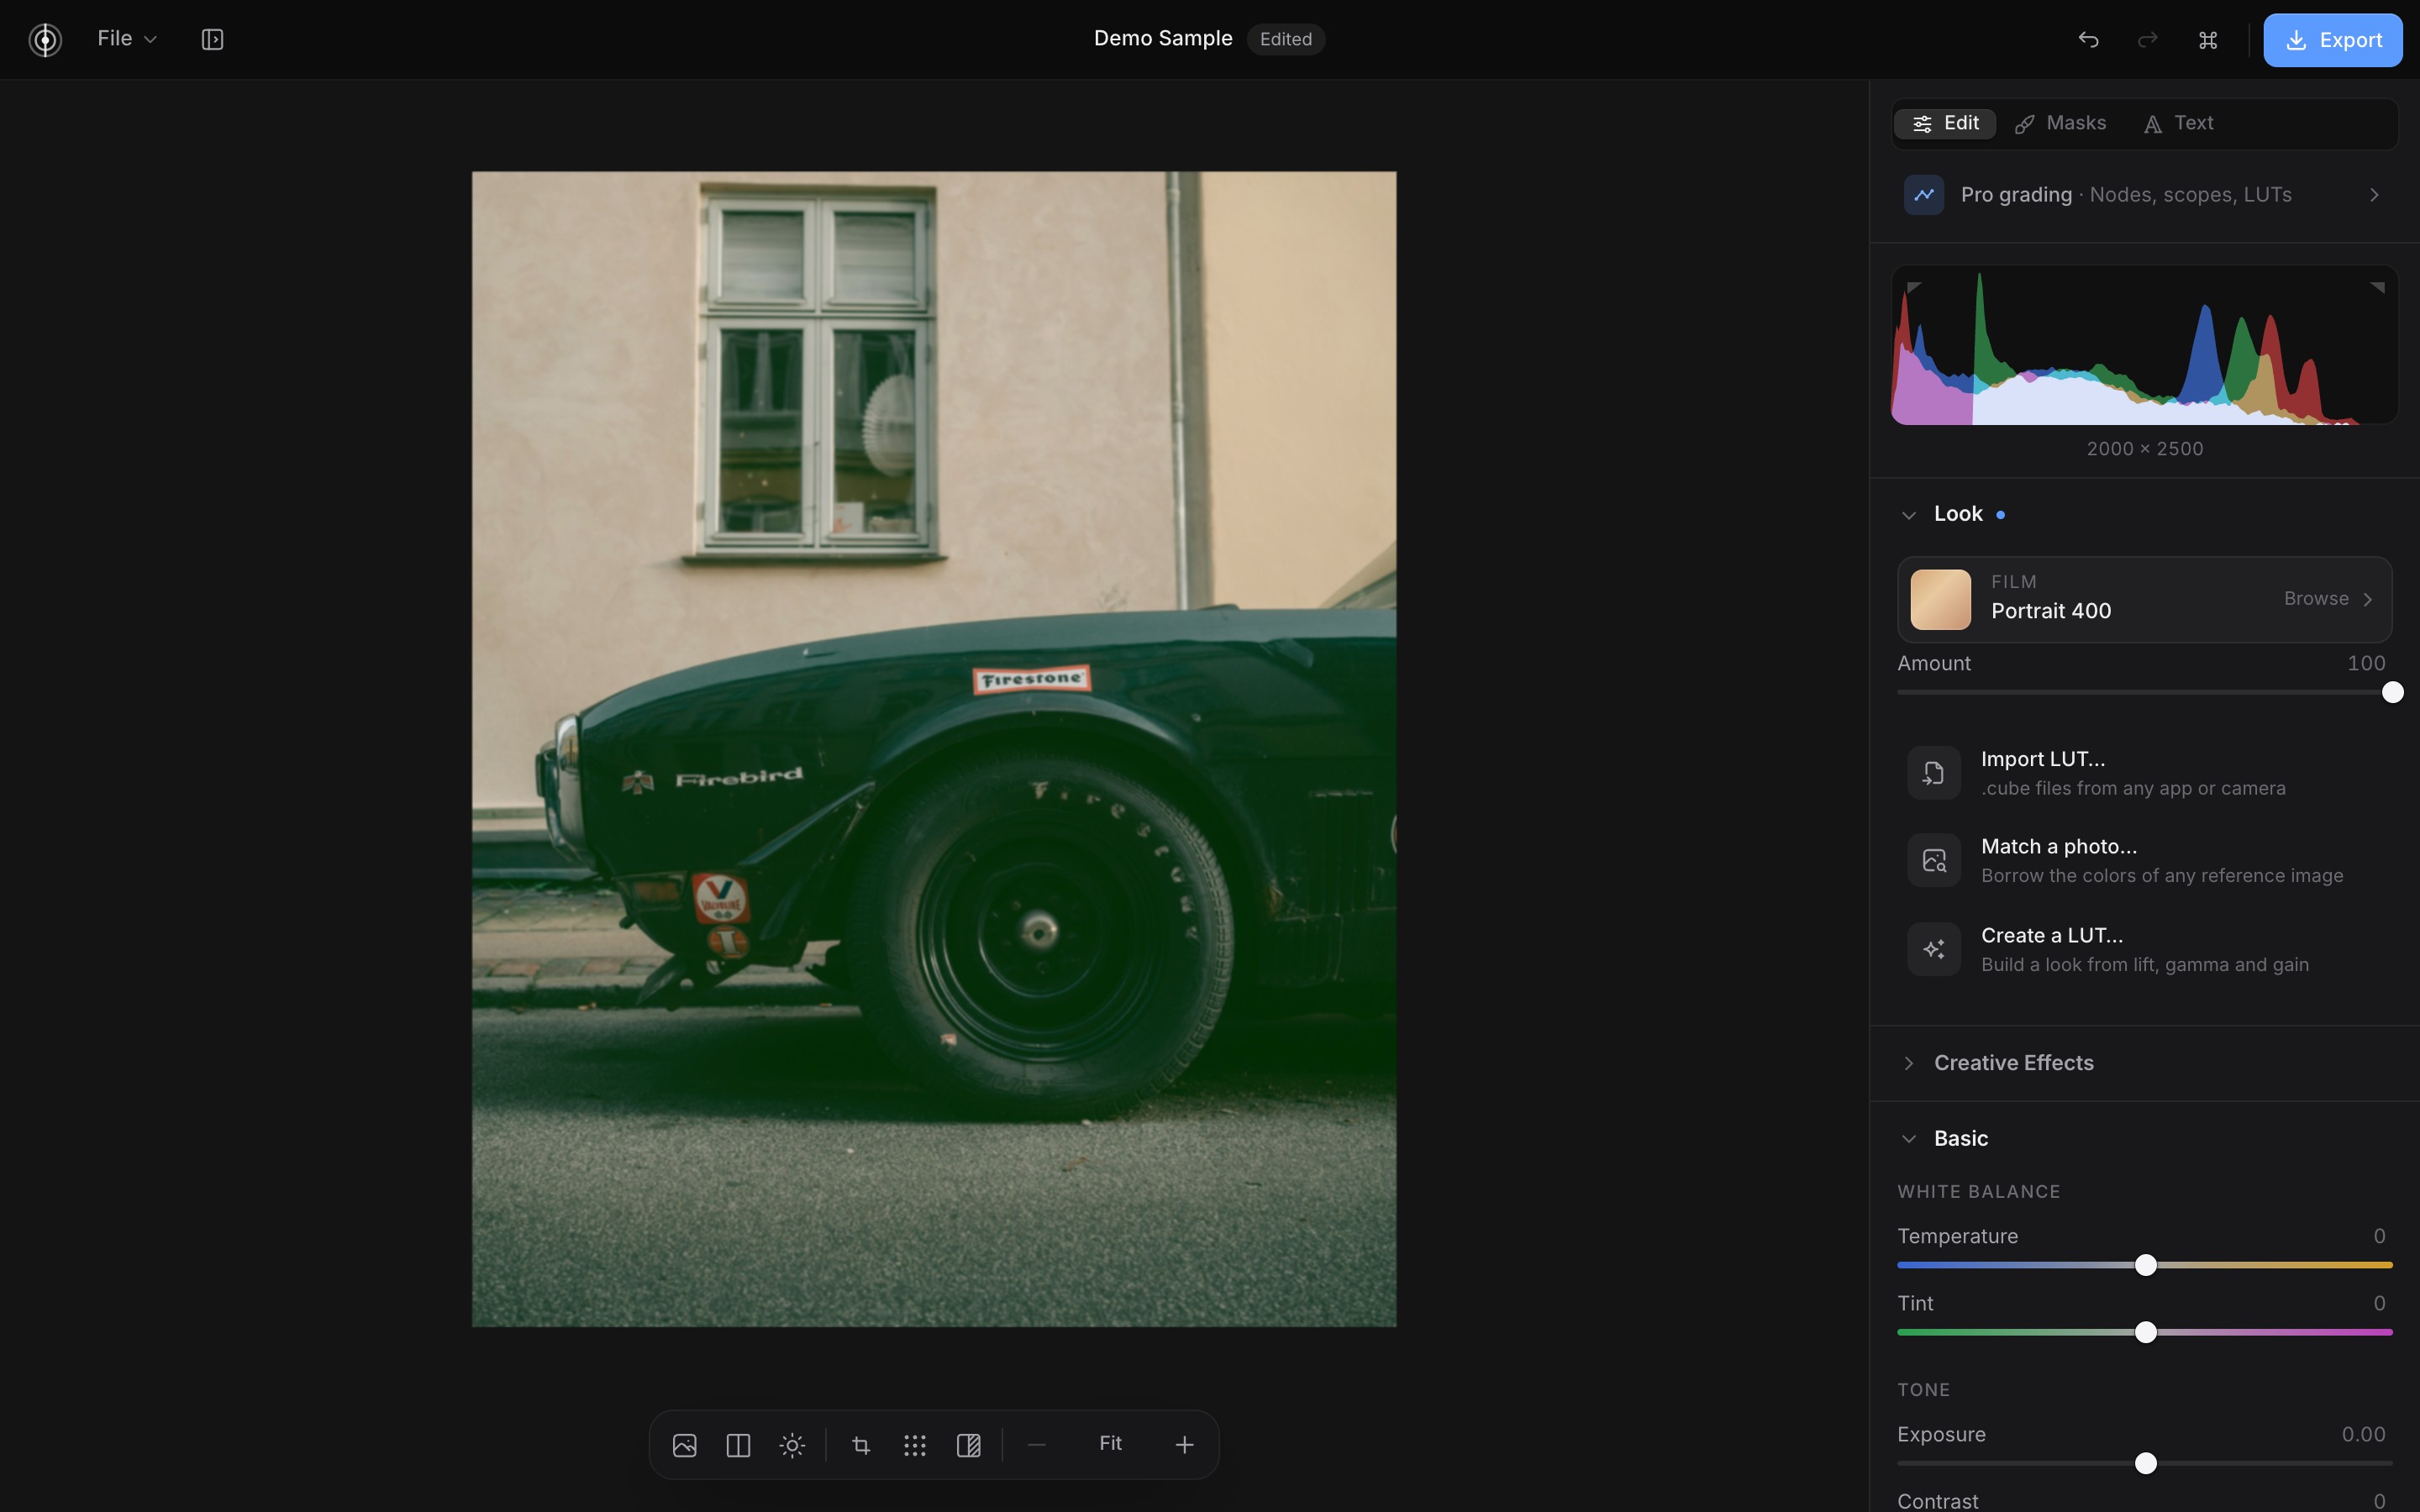 File
Demo Sample
Edited
Export
Edit
Masks
Text
Pro grading · Nodes, scopes, LUTs
2000 × 2500
Look
FILM
Portrait 400
Browse
Amount
100
Import LUT...
.cube files from any app or camera
Match a photo...
Borrow the colors of any reference image
Create a LUT...
Build a look from lift, gamma and gain
Creative Effects
Basic
WHITE BALANCE
Temperature
0
Tint
0
TONE
Exposure
0.00
Contrast
0
Firestone
Firebird
Firestone
V
VALVOLINE
Fit